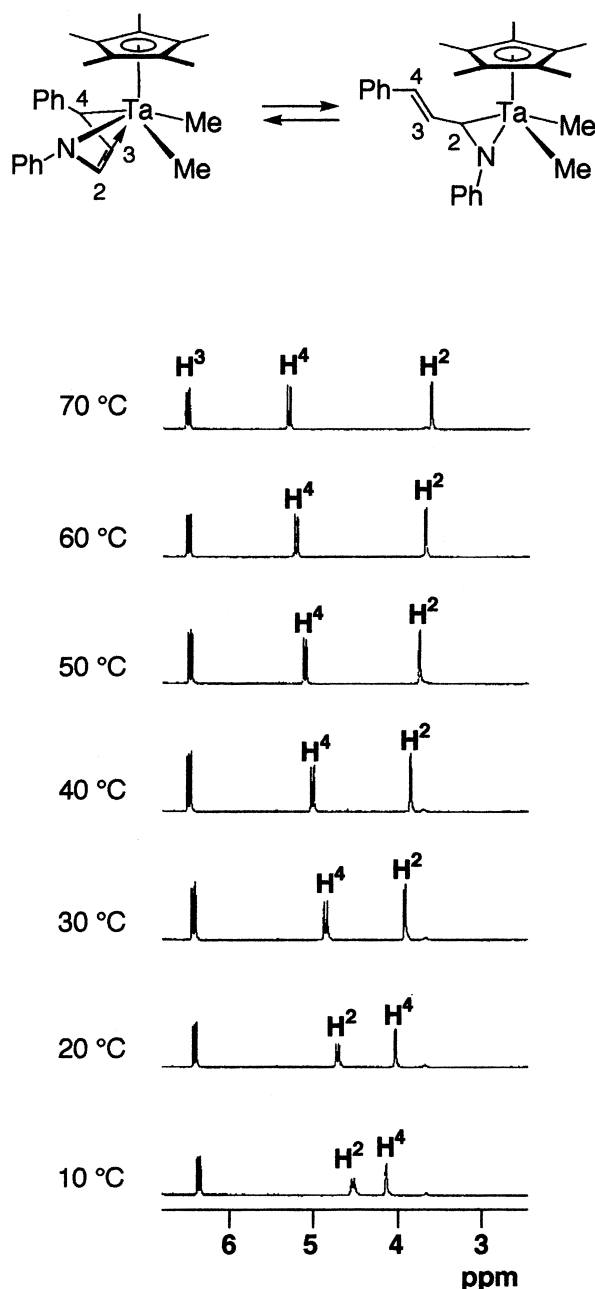 Ph 4 Ta Me
Ph N 3 Me
2
Ph 4 Ta Me
3 2 N Me
Ph
H³ H⁴ H²
70 °C
H⁴ H²
60 °C
H⁴ H²
50 °C
H⁴ H²
40 °C
H⁴ H²
30 °C
H² H⁴
20 °C
H² H⁴
10 °C
6 5 4 3
ppm